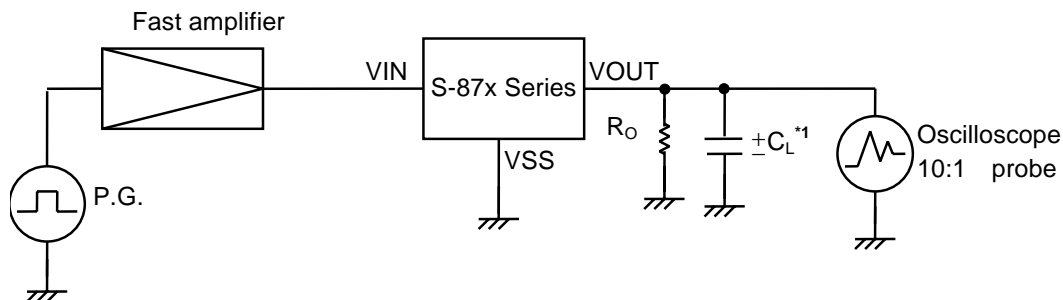 Fast amplifier
VIN
S-87x Series
VOUT
VSS
P.G.
RO
+
-
CL*1
Oscilloscope
10:1 probe